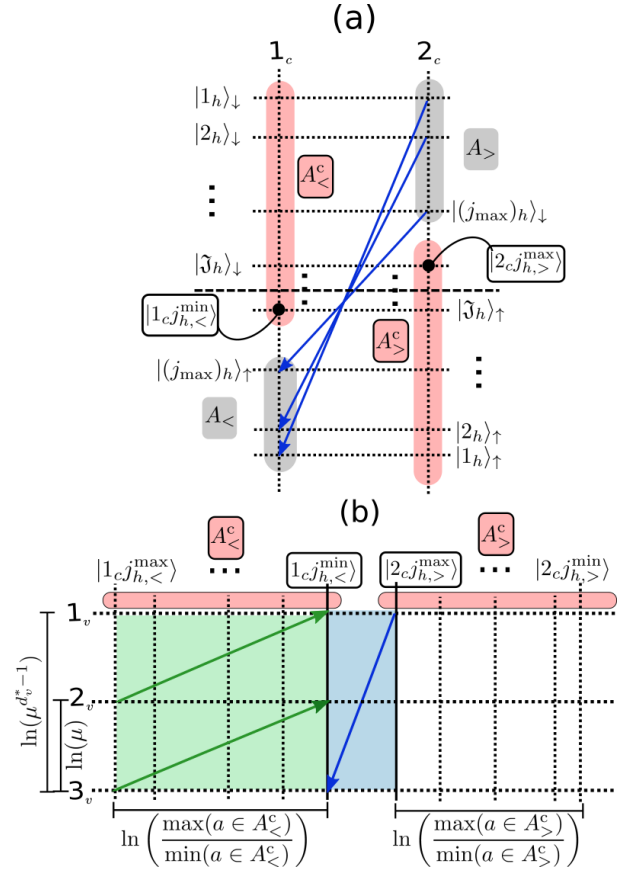 (a)
1_c 2_c
|1_h⟩↓
|2_h⟩↓
A_>
A^c_<
⋮
|(j_max)_h⟩↓
|𝔍_h⟩↓
|2_c j^max_{h,>}⟩
⋮ ⋮
|1_c j^min_{h,<}⟩
|𝔍_h⟩↑
A^c_>
|(j_max)_h⟩↑
⋮
A_<
|2_h⟩↑
|1_h⟩↑
(b)
A^c_< A^c_>
|1_c j^max_{h,<}⟩ ... 1_c j^min_{h,<}⟩ |2_c j^max_{h,>}⟩ ... |2_c j^min_{h,>}⟩
1_v
ln(μ^{d*_v−1})
2_v
ln(μ)
3_v
ln(max(a ∈ A^c_<)/min(a ∈ A^c_<)) ln(max(a ∈ A^c_>)/min(a ∈ A^c_>))